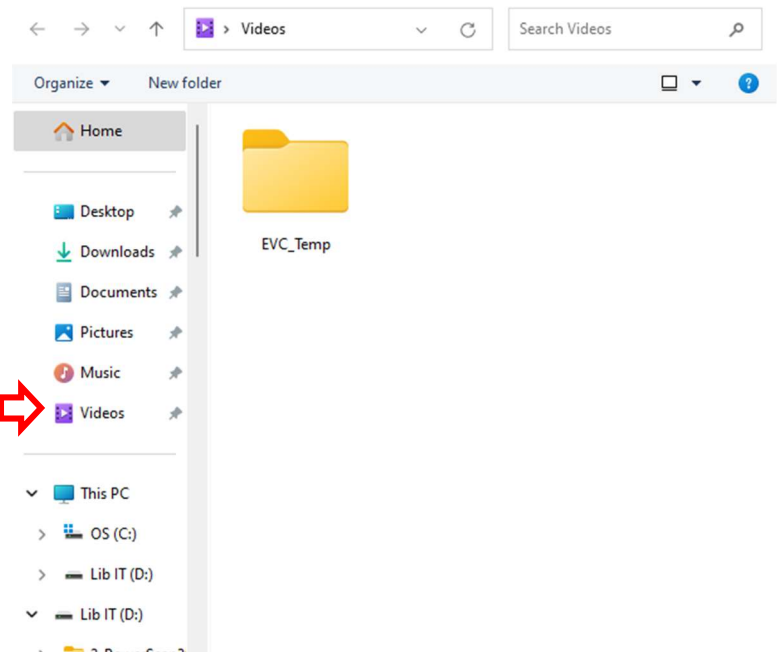 Videos
Search Videos
Organize
New folder
?
Home
Desktop
Downloads
EVC_Temp
Documents
Pictures
Music
Videos
This PC
OS (C:)
Lib IT (D:)
Lib IT (D:)